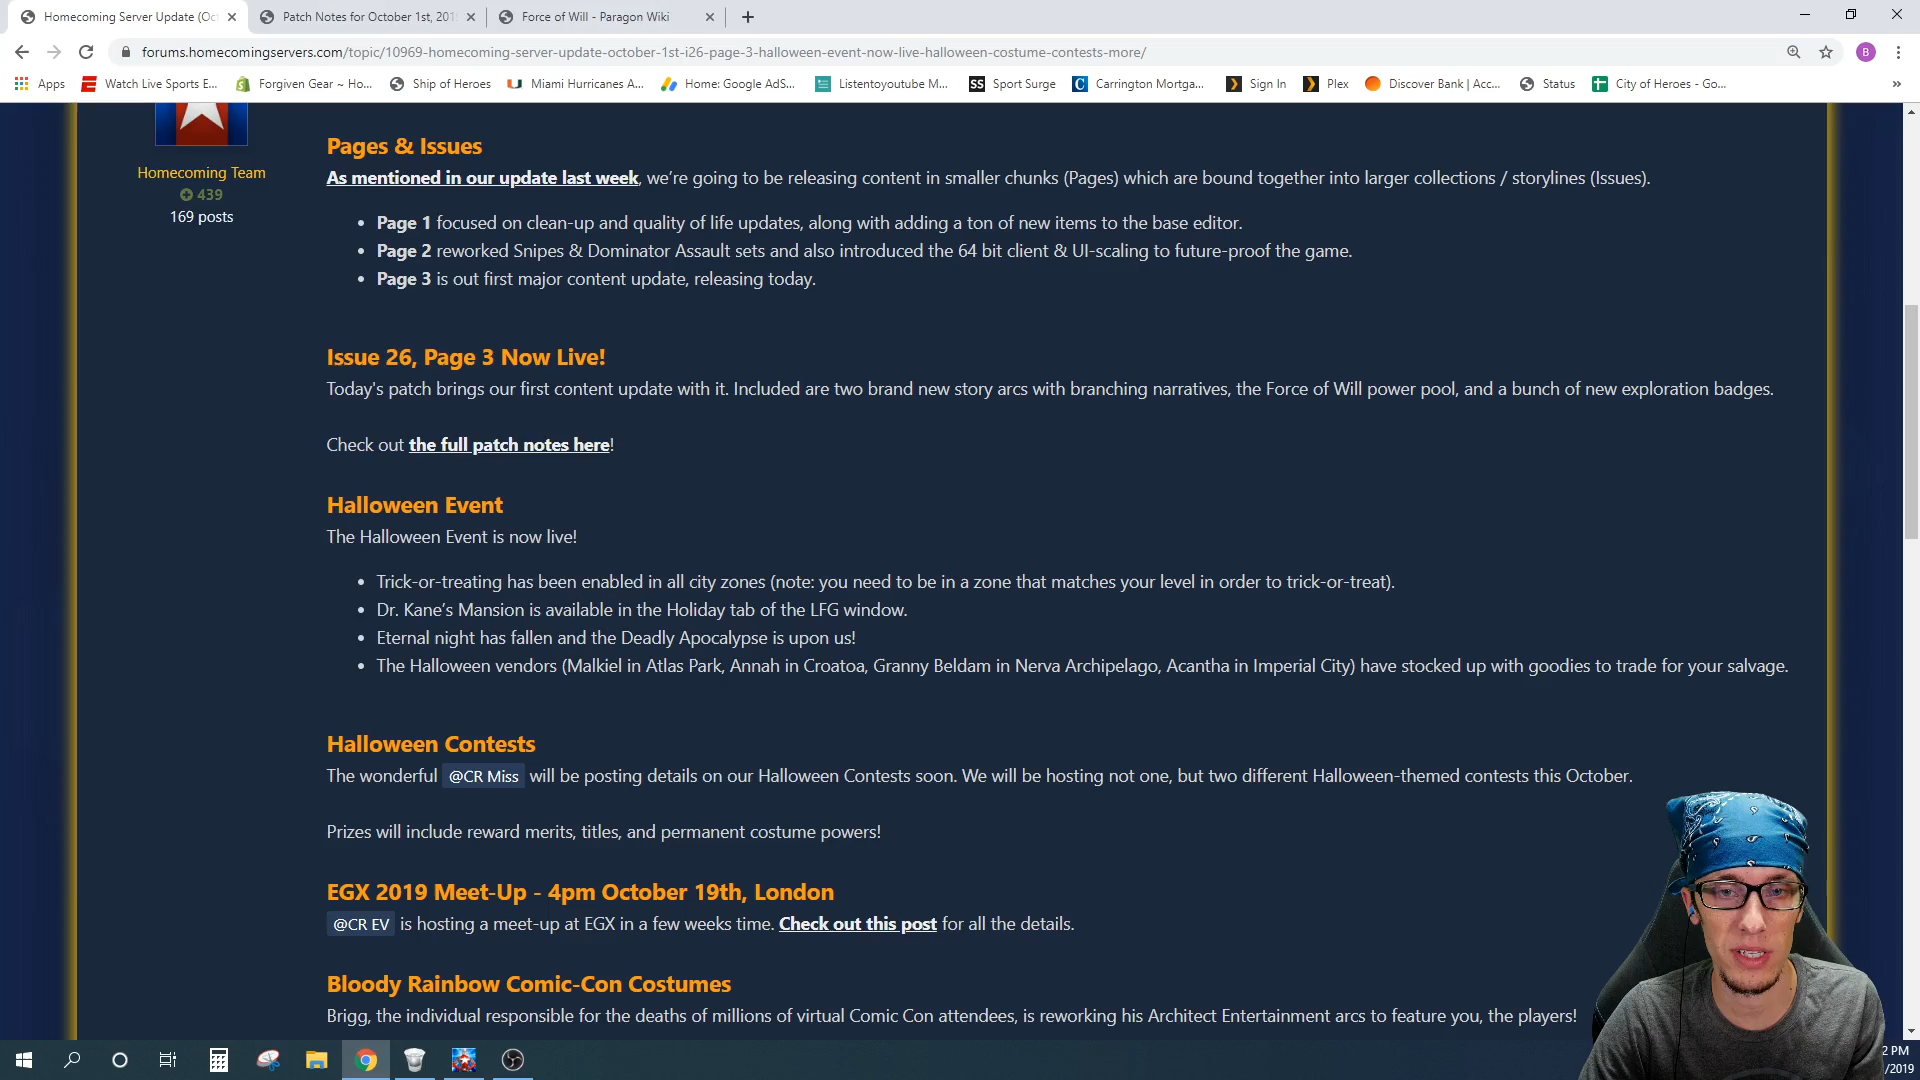 Homecoming Server Update (Oct
Patch Notes for October 1st, 201
Force of Will - Paragon Wiki
forums.homecomingservers.com/topic/10969-homecoming-server-update-october-1st-i26-page-3-halloween-event-now-live-halloween-costume-contests-more/
B
Apps
Watch Live Sports E...
Forgiven Gear ~ Ho...
Ship of Heroes
Miami Hurricanes A...
Home: Google AdS...
Listentoyoutube M...
SS Sport Surge
C Carrington Mortga...
Sign In
Plex
Discover Bank | Acc...
Status
City of Heroes - Go...
»
Homecoming Team
439
169 posts
Pages & Issues
As mentioned in our update last week, we're going to be releasing content in smaller chunks (Pages) which are bound together into larger collections / storylines (Issues).
• Page 1 focused on clean-up and quality of life updates, along with adding a ton of new items to the base editor.
• Page 2 reworked Snipes & Dominator Assault sets and also introduced the 64 bit client & UI-scaling to future-proof the game.
• Page 3 is out first major content update, releasing today.
Issue 26, Page 3 Now Live!
Today's patch brings our first content update with it. Included are two brand new story arcs with branching narratives, the Force of Will power pool, and a bunch of new exploration badges.
Check out the full patch notes here!
Halloween Event
The Halloween Event is now live!
• Trick-or-treating has been enabled in all city zones (note: you need to be in a zone that matches your level in order to trick-or-treat).
• Dr. Kane's Mansion is available in the Holiday tab of the LFG window.
• Eternal night has fallen and the Deadly Apocalypse is upon us!
• The Halloween vendors (Malkiel in Atlas Park, Annah in Croatoa, Granny Beldam in Nerva Archipelago, Acantha in Imperial City) have stocked up with goodies to trade for your salvage.
Halloween Contests
The wonderful @CR Miss will be posting details on our Halloween Contests soon. We will be hosting not one, but two different Halloween-themed contests this October.
Prizes will include reward merits, titles, and permanent costume powers!
EGX 2019 Meet-Up - 4pm October 19th, London
@CR EV is hosting a meet-up at EGX in a few weeks time. Check out this post for all the details.
Bloody Rainbow Comic-Con Costumes
Brigg, the individual responsible for the deaths of millions of virtual Comic Con attendees, is reworking his Architect Entertainment arcs to feature you, the players!
2 PM
/2019